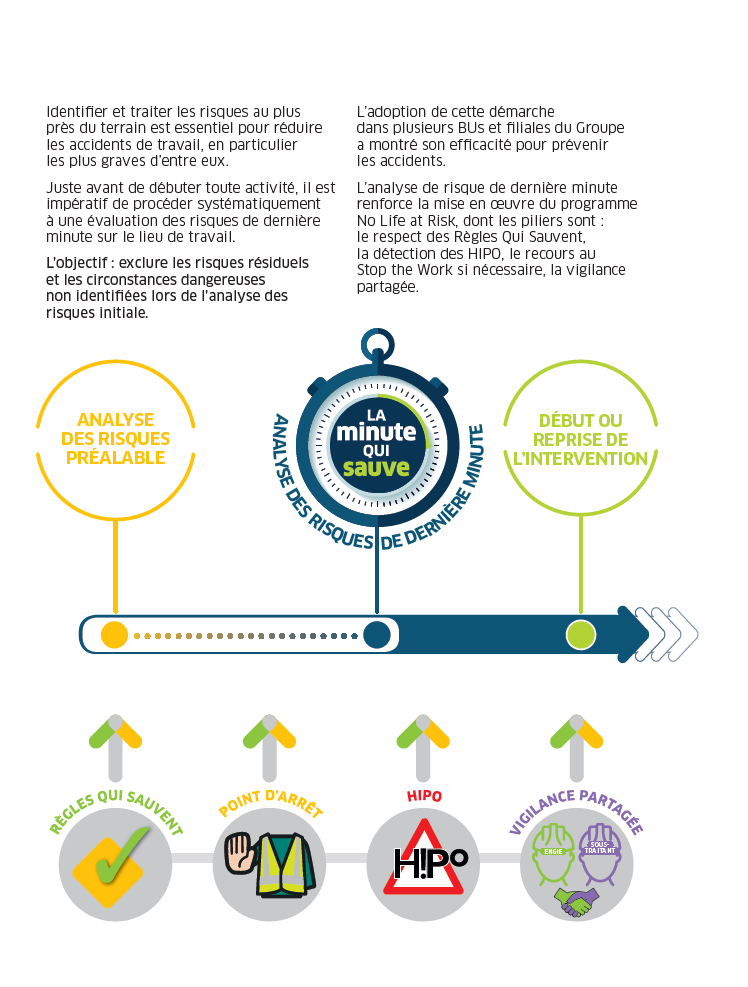 Identifier et traiter les risques au plus
près du terrain est essentiel pour réduire
les accidents de travail, en particulier
les plus graves d'entre eux.
Juste avant de débuter toute activité, il est
impératif de procéder systématiquement
à une évaluation des risques de dernière
minute sur le lieu de travail.
L'objectif : exclure les risques résiduels
et les circonstances dangereuses
non identifiées lors de l'analyse des
risques initiale.
L'adoption de cette démarche
dans plusieurs BUs et filiales du Groupe
a montré son efficacité pour prévenir
les accidents.
L'analyse de risque de dernière minute
renforce la mise en œuvre du programme
No Life at Risk, dont les piliers sont :
le respect des Règles Qui Sauvent,
la détection des HIPO, le recours au
Stop the Work si nécessaire, la vigilance
partagée.
ANALYSE
DES RISQUES
PRÉALABLE
LA
minute
QUI
sauve
ANALYSE DES RISQUES DE DERNIÈRE MINUTE
DÉBUT OU
REPRISE DE
L'INTERVENTION
RÈGLES QUI SAUVENT
POINT D'ARRÊT
HIPO
H!PO
VIGILANCE PARTAGÉE
ENGIE
SOUS-
TRAITANT